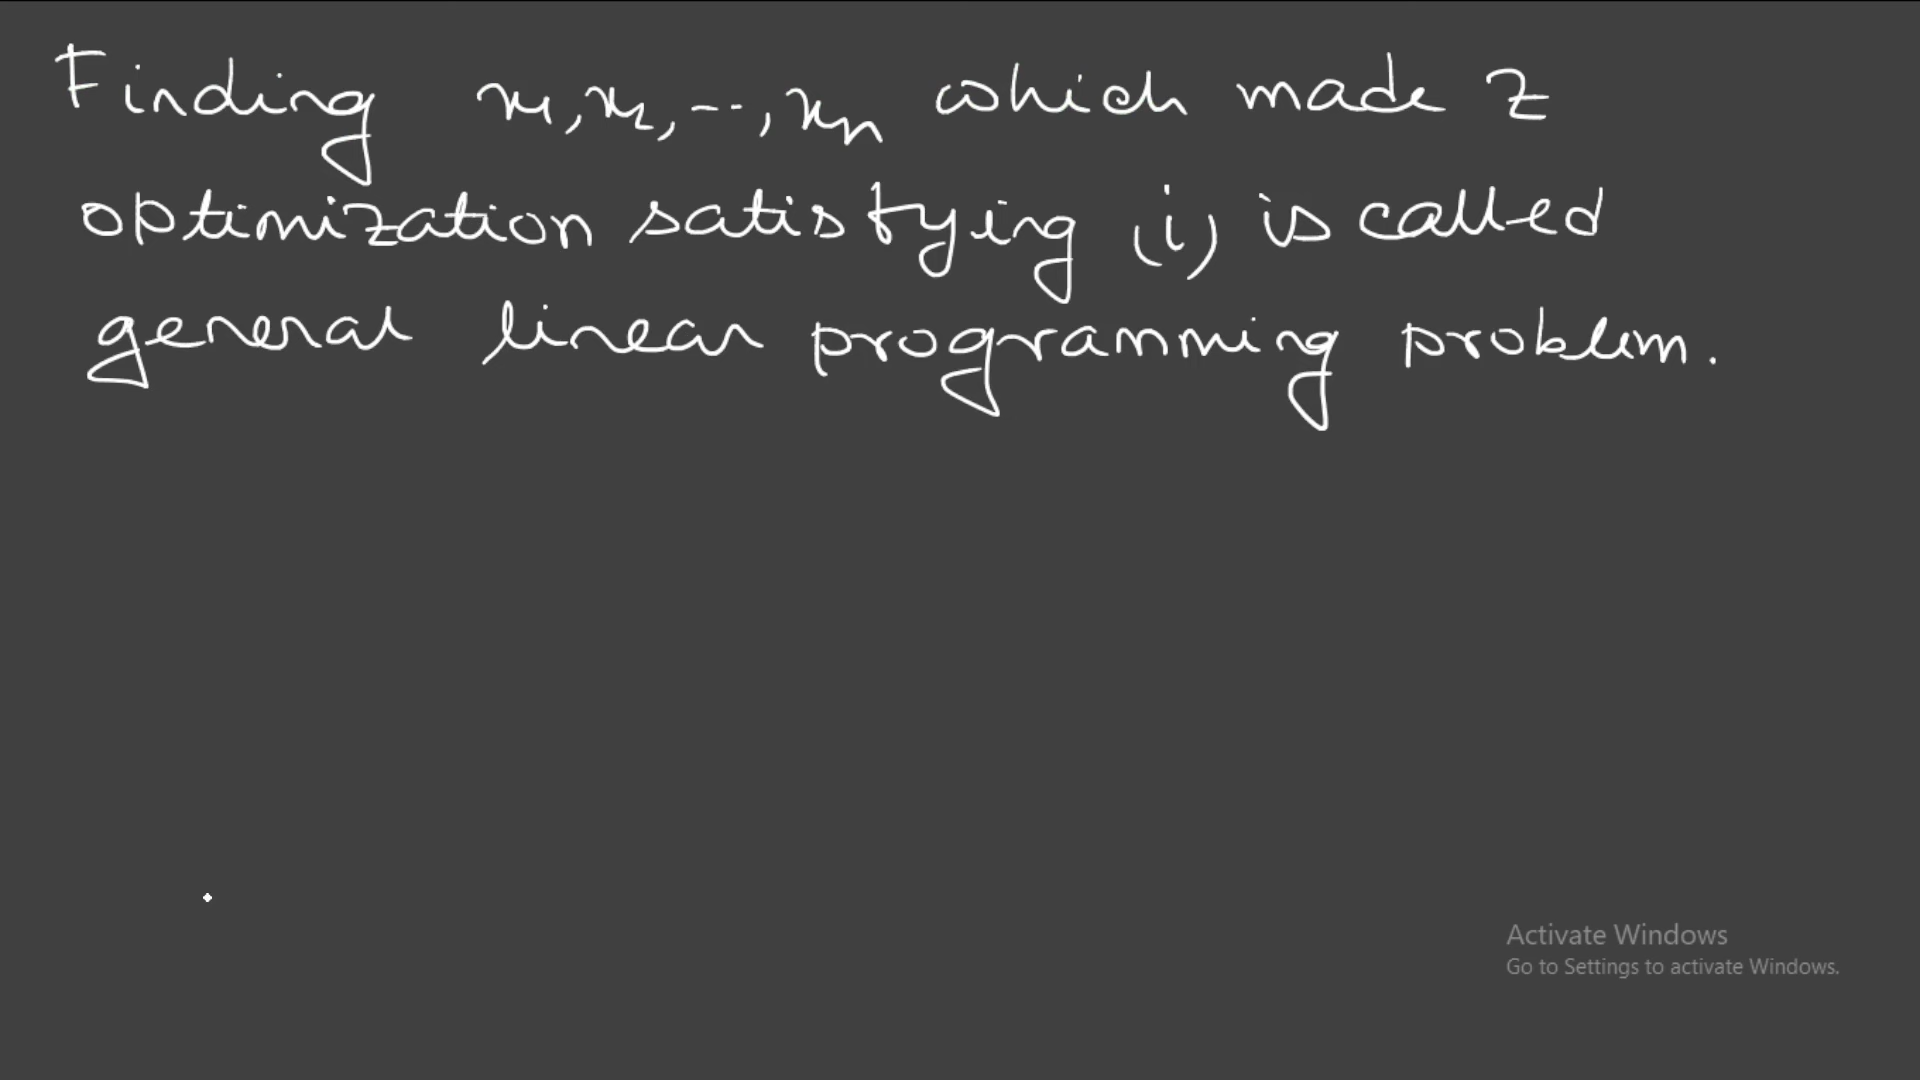 Finding x1, x2, --, xn which made z
optimization satisfying (i) is called
general linear programming problem.
Activate Windows
Go to Settings to activate Windows.